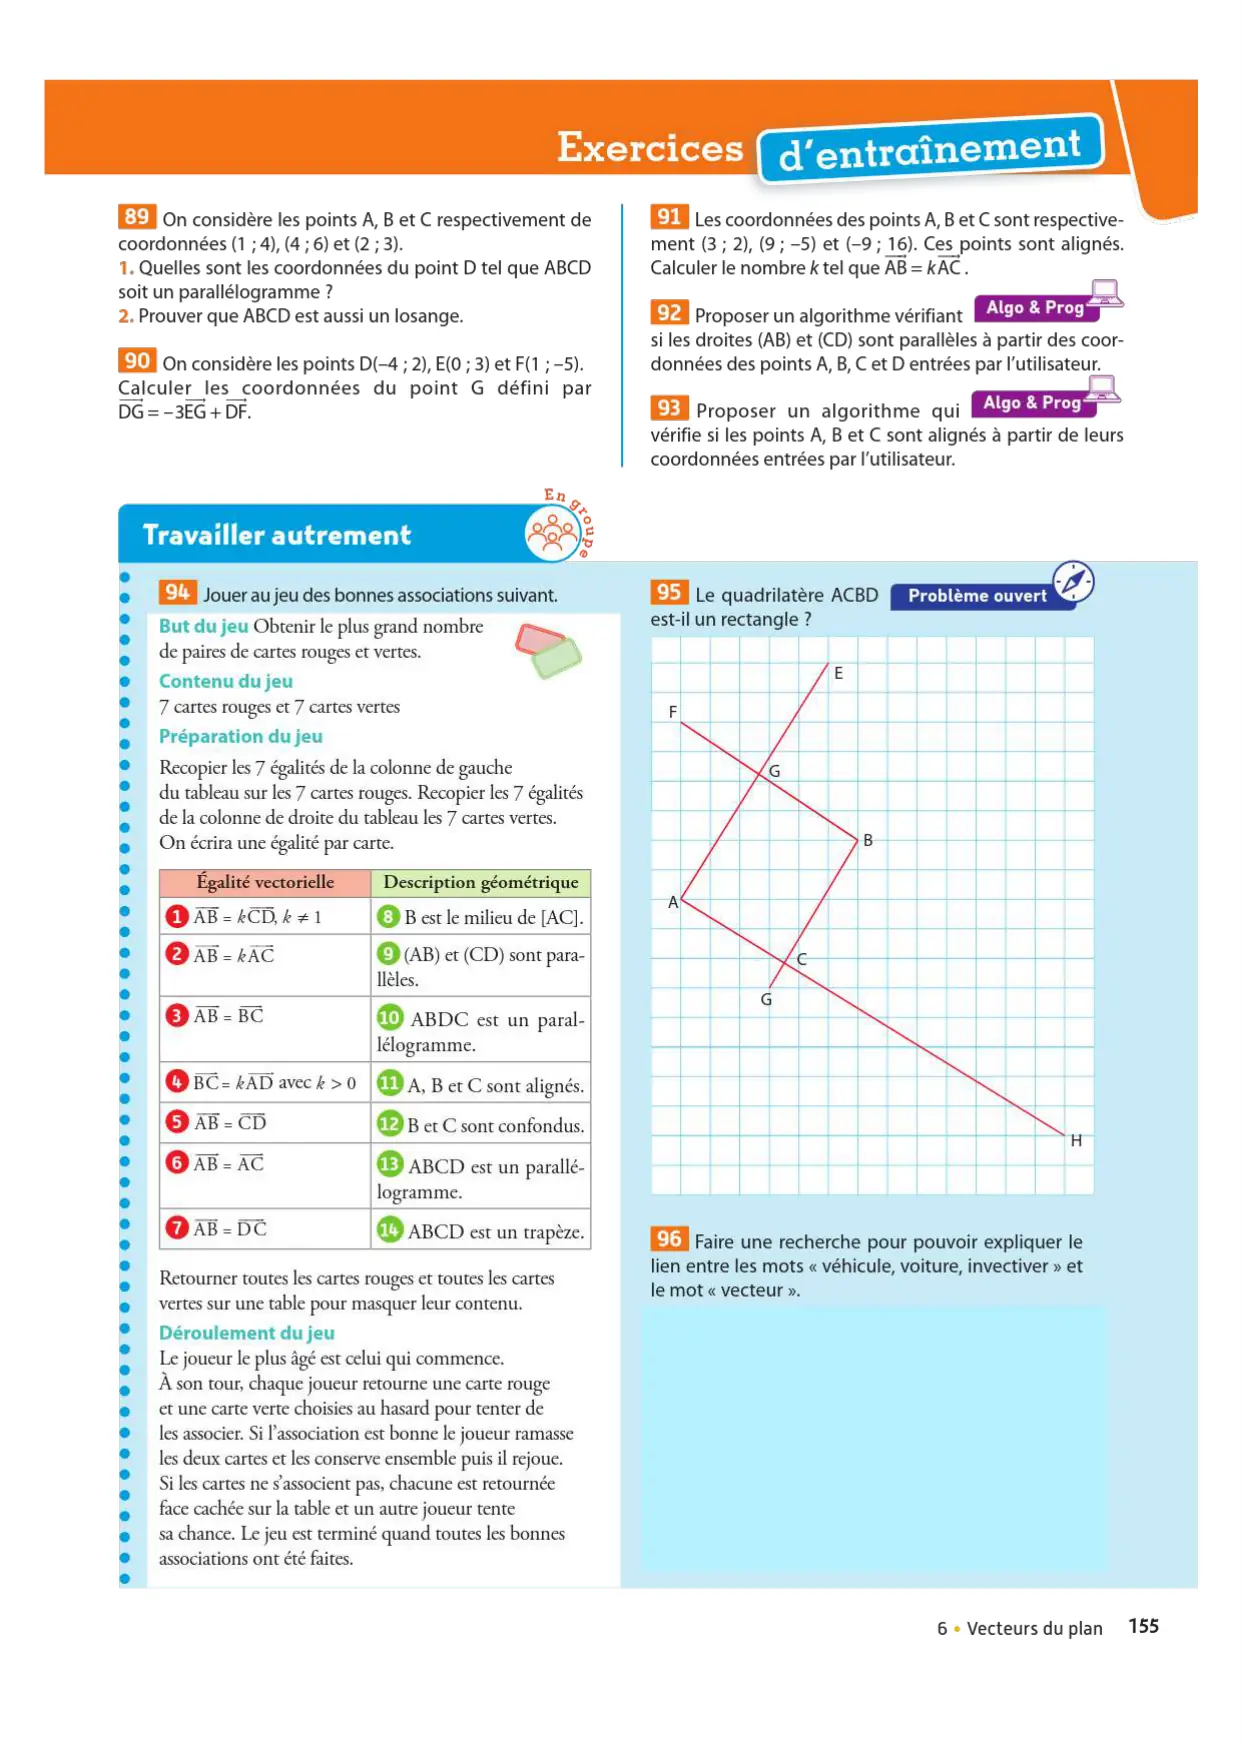 Exercices d'entraînement
89 On considère les points A, B et C respectivement de
coordonnées (1 ; 4), (4 ; 6) et (2 ; 3).
1. Quelles sont les coordonnées du point D tel que ABCD
soit un parallélogramme ?
2. Prouver que ABCD est aussi un losange.
90 On considère les points D(–4 ; 2), E(0 ; 3) et F(1 ; –5).
Calculer les coordonnées du point G défini par
DG = –3EG + DF.
91 Les coordonnées des points A, B et C sont respective-
ment (3 ; 2), (9 ; –5) et (–9 ; 16). Ces points sont alignés.
Calculer le nombre k tel que AB = kAC.
92 Proposer un algorithme vérifiant Algo & Prog
si les droites (AB) et (CD) sont parallèles à partir des coor-
données des points A, B, C et D entrées par l'utilisateur.
93 Proposer un algorithme qui Algo & Prog
vérifie si les points A, B et C sont alignés à partir de leurs
coordonnées entrées par l'utilisateur.
Travailler autrement
En groupe
94 Jouer au jeu des bonnes associations suivant.
But du jeu Obtenir le plus grand nombre
de paires de cartes rouges et vertes.
Contenu du jeu
7 cartes rouges et 7 cartes vertes
Préparation du jeu
Recopier les 7 égalités de la colonne de gauche
du tableau sur les 7 cartes rouges. Recopier les 7 égalités
de la colonne de droite du tableau les 7 cartes vertes.
On écrira une égalité par carte.
Égalité vectorielle Description géométrique
1 AB = kCD, k ≠ 1 8 B est le milieu de [AC].
2 AB = kAC 9 (AB) et (CD) sont para-
llèles.
3 AB = BC 10 ABDC est un paral-
lélogramme.
4 BC = kAD avec k > 0 11 A, B et C sont alignés.
5 AB = CD 12 B et C sont confondus.
6 AB = AC 13 ABCD est un parallé-
logramme.
7 AB = DC 14 ABCD est un trapèze.
Retourner toutes les cartes rouges et toutes les cartes
vertes sur une table pour masquer leur contenu.
Déroulement du jeu
Le joueur le plus âgé est celui qui commence.
À son tour, chaque joueur retourne une carte rouge
et une carte verte choisies au hasard pour tenter de
les associer. Si l'association est bonne le joueur ramasse
les deux cartes et les conserve ensemble puis il rejoue.
Si les cartes ne s'associent pas, chacune est retournée
face cachée sur la table et un autre joueur tente
sa chance. Le jeu est terminé quand toutes les bonnes
associations ont été faites.
95 Le quadrilatère ACBD Problème ouvert
est-il un rectangle ?
E
F
G
B
A
C
G
H
96 Faire une recherche pour pouvoir expliquer le
lien entre les mots « véhicule, voiture, invectiver » et
le mot « vecteur ».
6 • Vecteurs du plan 155